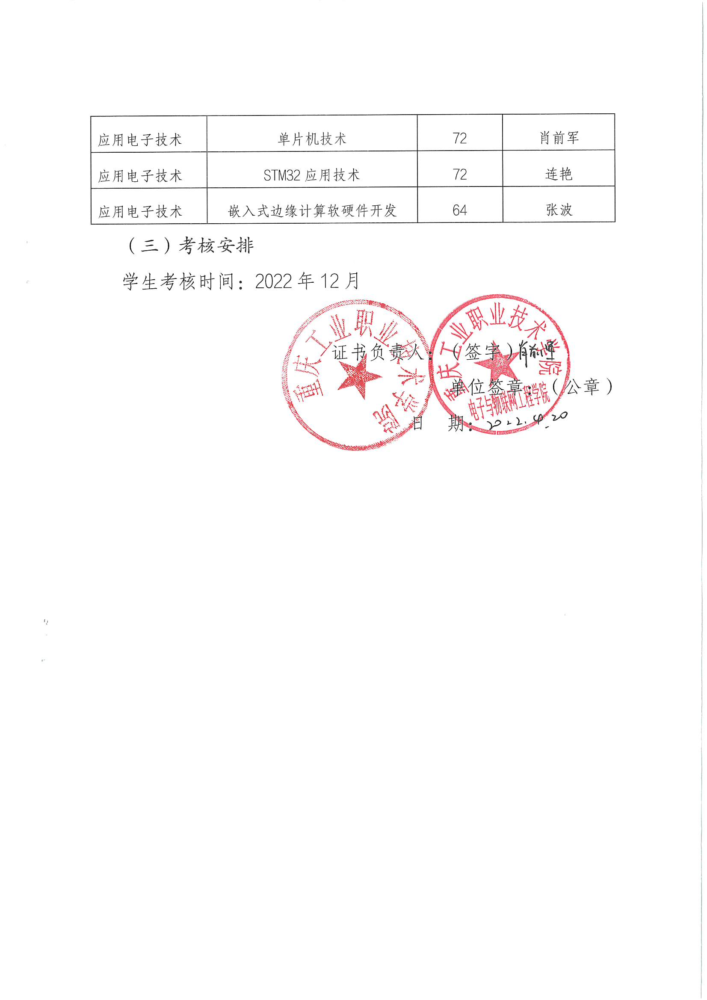 应用电子技术 单片机技术 72 肖前军
应用电子技术 STM32 应用技术 72 连艳
应用电子技术 嵌入式边缘计算软硬件开发 64 张波
（三）考核安排
学生考核时间：2022 年 12 月
重庆工业职业技术学院
重庆工业职业技术学院
电子与物联网工程学院
证书负责人：（签字）肖前军
单位签章：（公章）
日 期：2022.4.20